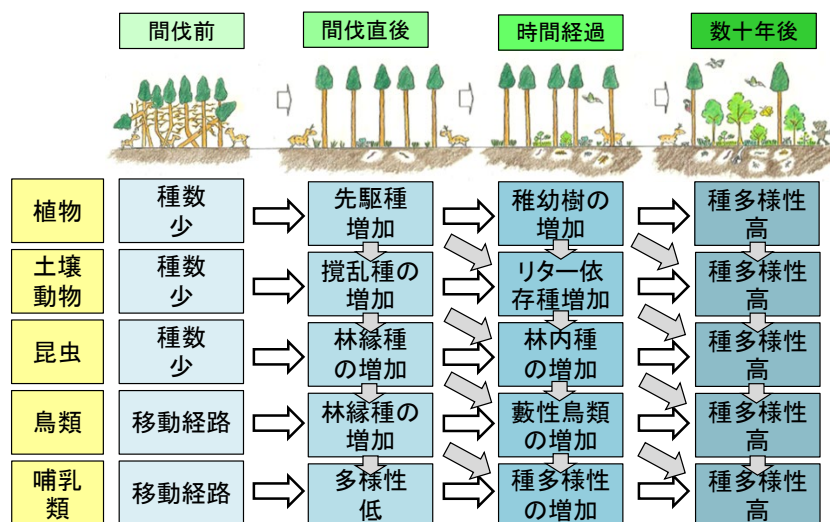 間伐前
間伐直後
時間経過
数十年後
植物
種数
少
先駆種
増加
稚幼樹の
増加
種多様性
高
土壌
動物
種数
少
撹乱種の
増加
リター依
存種増加
種多様性
高
昆虫
種数
少
林縁種
の増加
林内種
の増加
種多様性
高
鳥類
移動経路
林縁種の
増加
藪性鳥類
の増加
種多様性
高
哺乳
類
移動経路
多様性
低
種多様性
の増加
種多様性
高